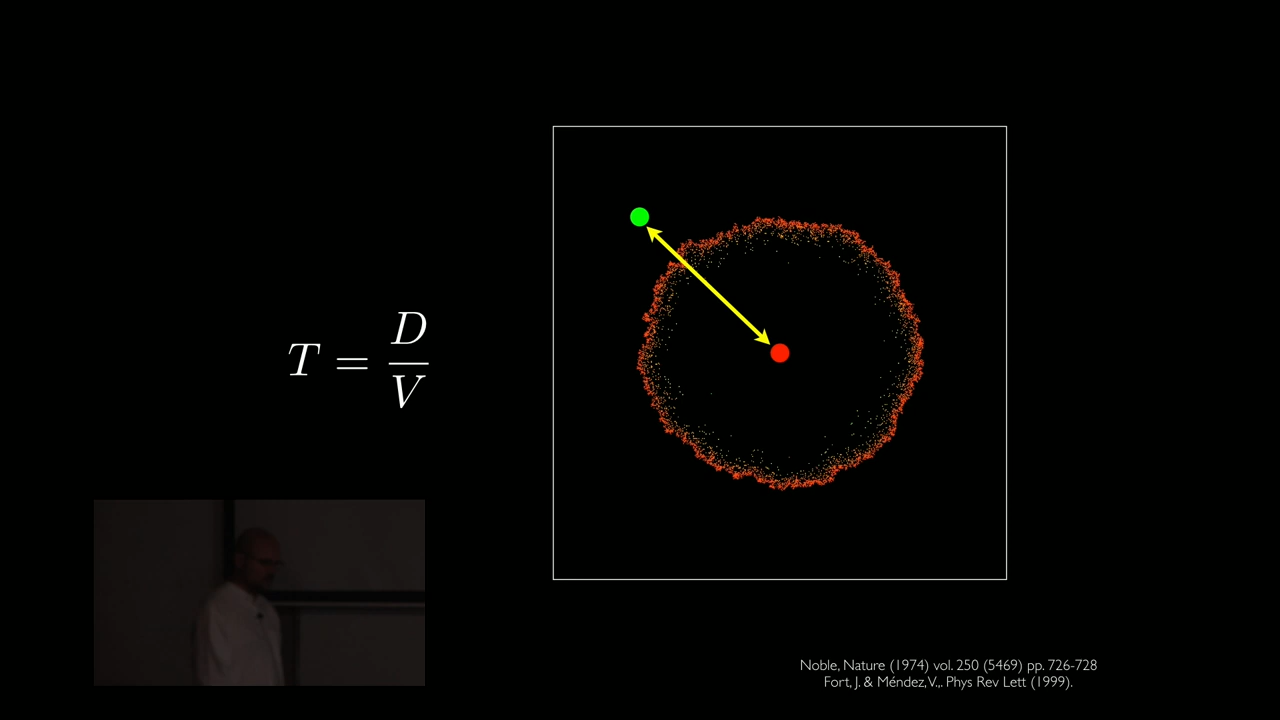 T = D/V
Noble, Nature (1974) vol. 250 (5469) pp. 726-728
Fort, J. & Méndez, V.,. Phys Rev Lett (1999).